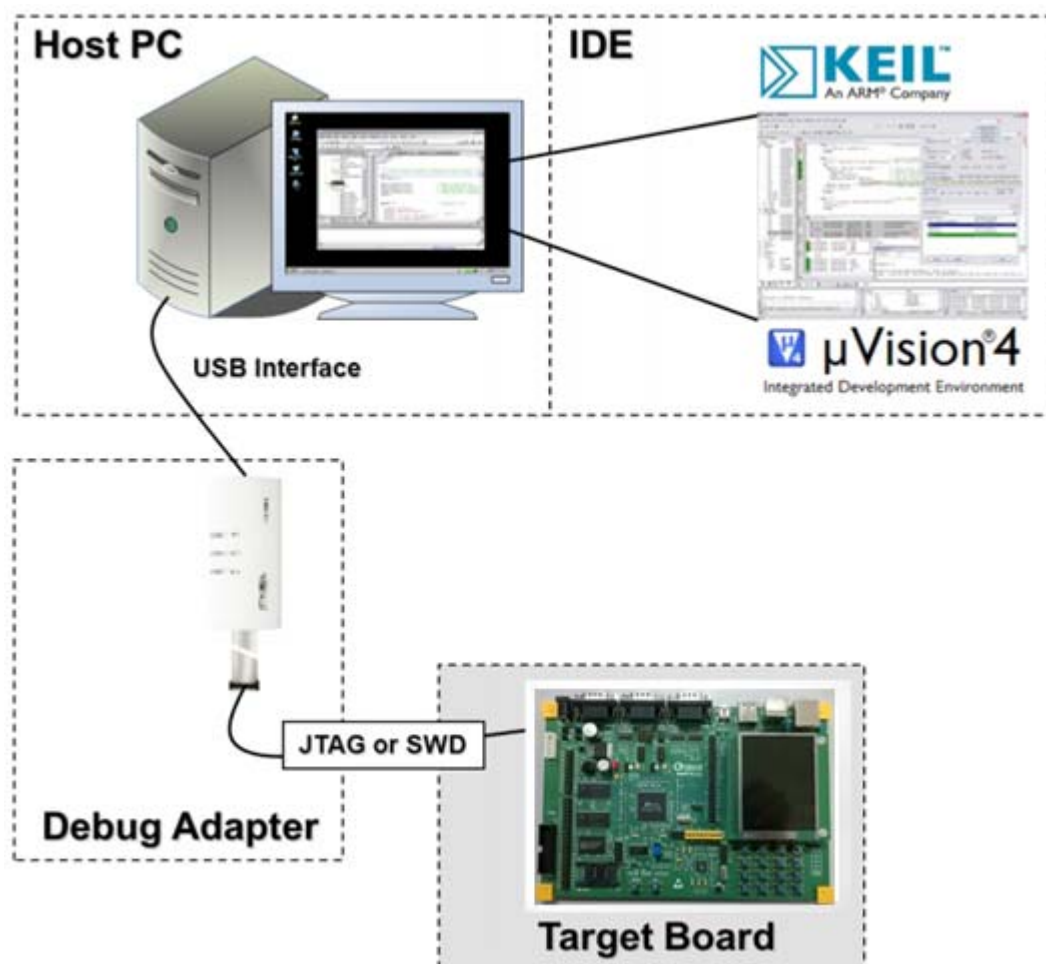 Host PC
IDE
KEIL™
An ARM® Company
µVision®4
Integrated Development Environment
USB Interface
JTAG or SWD
Debug Adapter
Target Board